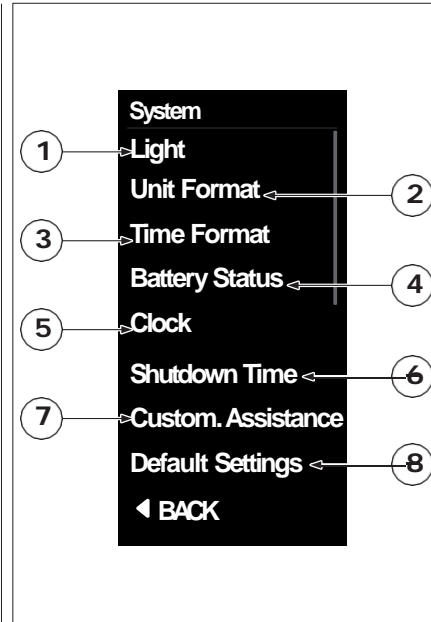 System
1 Light
Unit Format 2
3 Time Format
Battery Status 4
5 Clock
Shutdown Time 6
7 Custom. Assistance
Default Settings 8
BACK